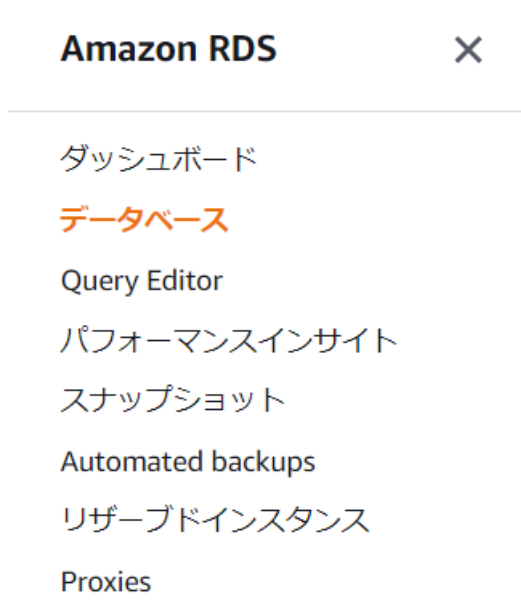 Amazon RDS
ダッシュボード
データベース
Query Editor
パフォーマンスインサイト
スナップショット
Automated backups
リザーブドインスタンス
Proxies